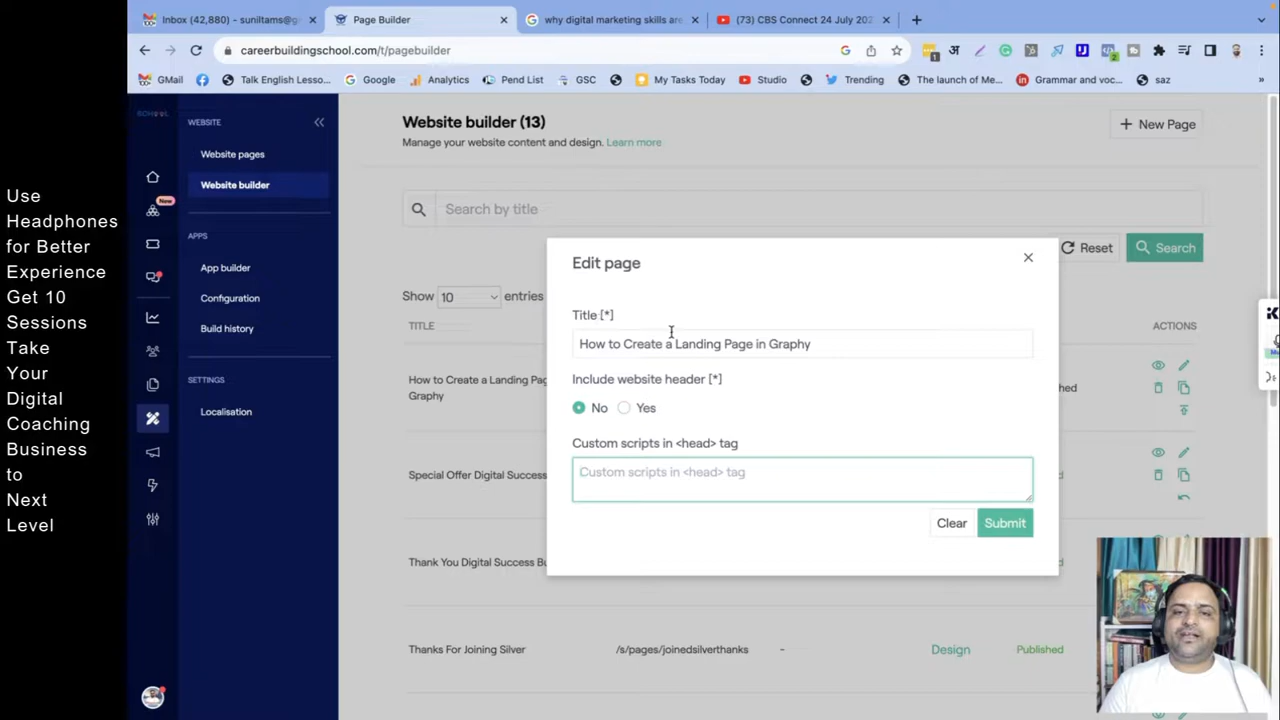 Use
Headphones
for Better
Experience
Get 10
Sessions
Take
Your
Digital
Coaching
Business
to
Next
Level
Inbox (42,880) - suniltams@g
Page Builder
why digital marketing skills are
(73) CBS Connect 24 July 202
careerbuildingschool.com/t/pagebuilder
GMail
Talk English Lesso...
Google
Analytics
Pend List
GSC
My Tasks Today
Studio
Trending
The launch of Me...
Grammar and voc...
saz
SCHOOL
WEBSITE
Website pages
Website builder
New
APPS
App builder
Configuration
Build history
SETTINGS
Localisation
Website builder (13)
Manage your website content and design. Learn more
New Page
Search by title
Reset
Search
Show 10 entries
TITLE
ACTIONS
How to Create a Landing Pag
Graphy
hed
Special Offer Digital Success
Thank You Digital Success Bu
d
Thanks For Joining Silver
/s/pages/joinedsilverthanks
-
Design
Published
Edit page
Title [*]
How to Create a Landing Page in Graphy
Include website header [*]
No
Yes
Custom scripts in <head> tag
Custom scripts in <head> tag
Clear
Submit